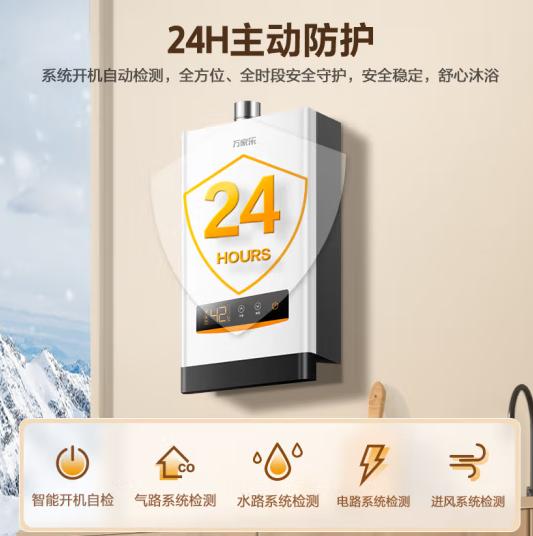 24H主动防护
系统开机自动检测，全方位、全时段安全守护，安全稳定，舒心沐浴
万家乐
24
HOURS
42
CO
智能开机自检 气路系统检测 水路系统检测 电路系统检测 进风系统检测